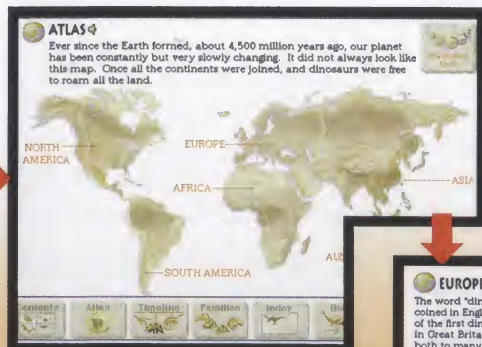 ATLAS
Ever since the Earth formed, about 4,500 million years ago, our planet
has been constantly but very slowly changing. It did not always look like
this map. Once all the continents were joined, and dinosaurs were free
to roam all the land.
NORTH
AMERICA
EUROPE
AFRICA
ASIA
SOUTH AMERICA
Contents Atlas Timeline Families Index
EUROPE
The word "din
coined in Engl
of the first din
in Great Brita
both to many